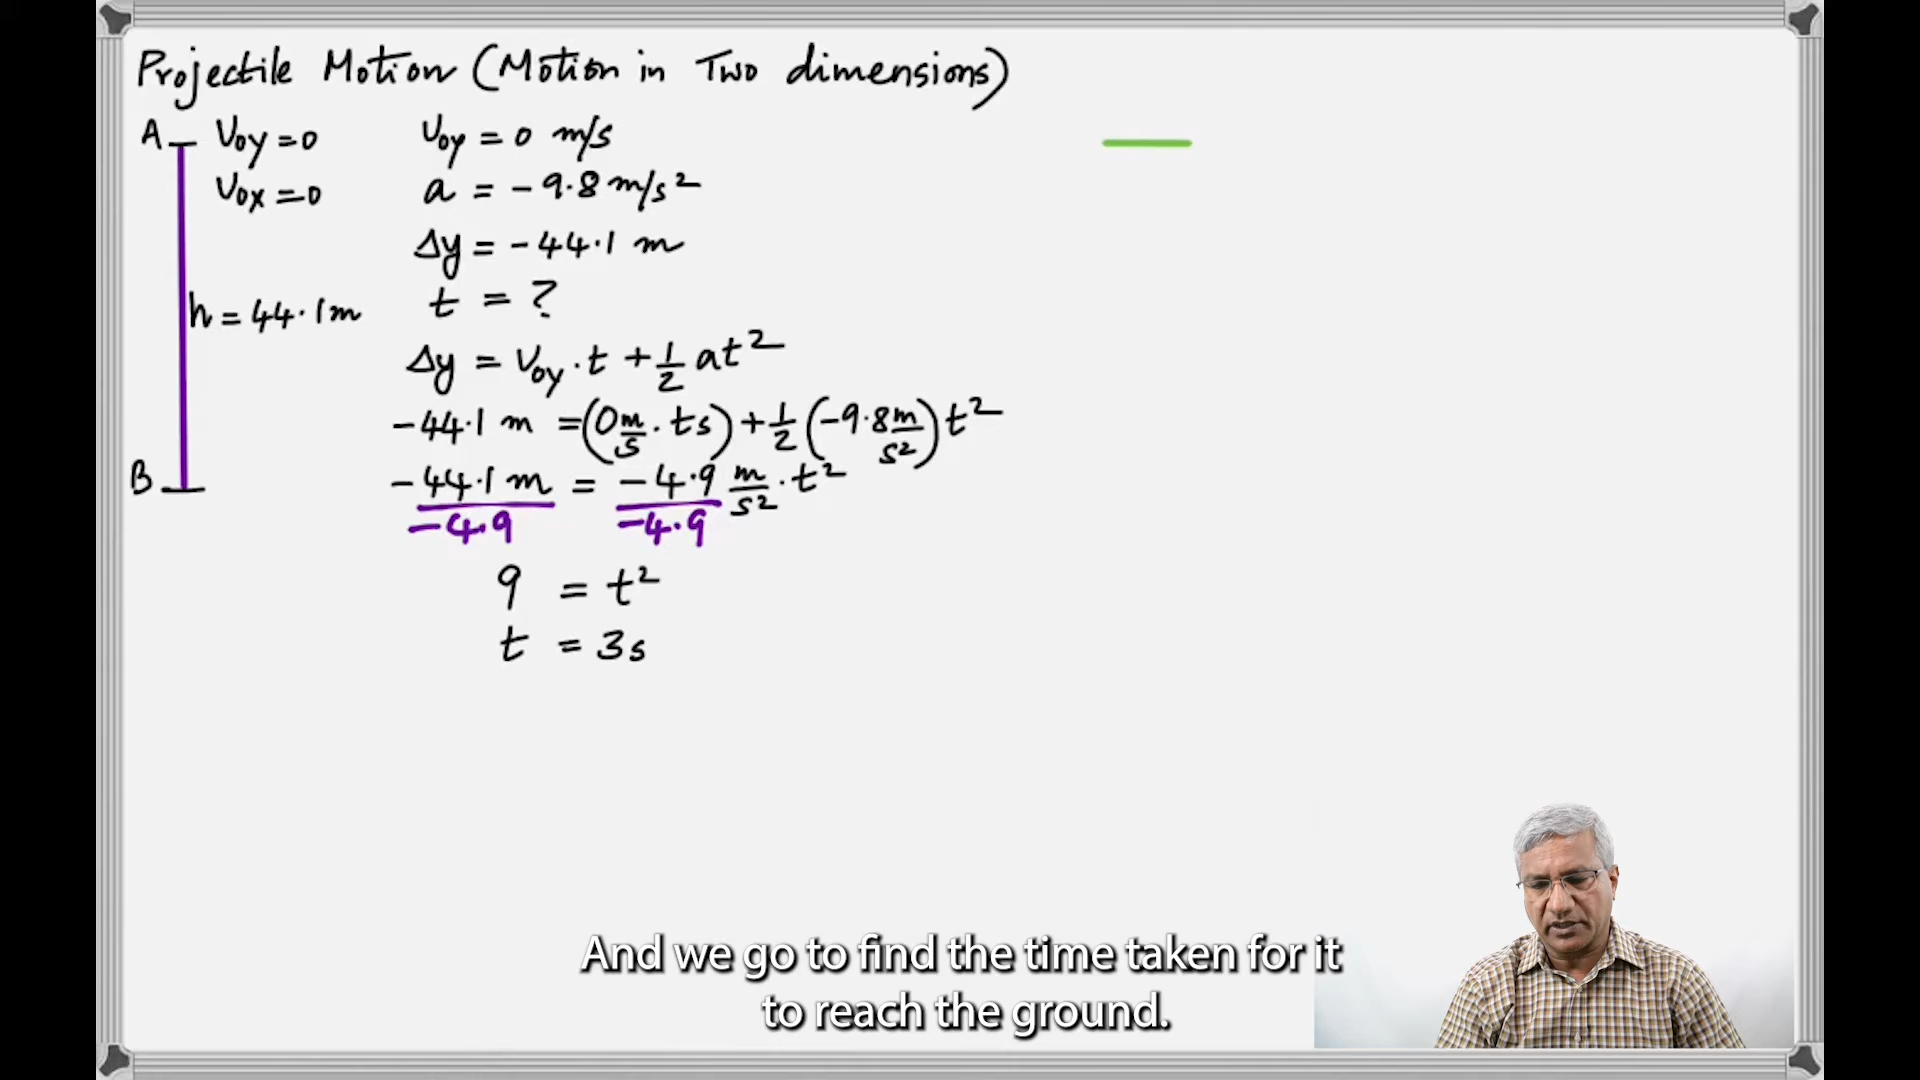 Projectile Motion (Motion in Two dimensions)
A
Voy = 0
Vox = 0
h = 44.1m
B
Voy = 0 m/s
a = -9.8 m/s²
Δy = -44.1 m
t = ?
Δy = Voy · t + 1/2 at²
-44.1 m = (0 m/s · ts) + 1/2 (-9.8 m/s²) t²
-44.1 m / -4.9 = -4.9 / -4.9 m/s² · t²
9 = t²
t = 3s
And we go to find the time taken for it
to reach the ground.